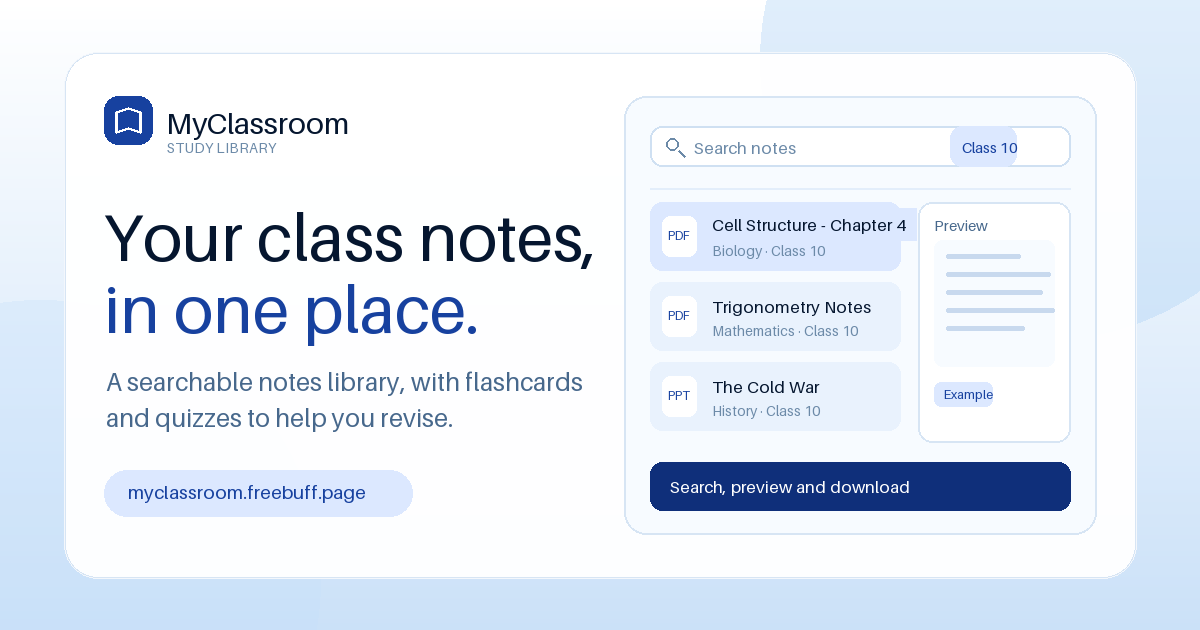 MyClassroom
STUDY LIBRARY
Your class notes,
in one place.
A searchable notes library, with flashcards
and quizzes to help you revise.
myclassroom.freebuff.page
Search notes
Class 10
PDF
Cell Structure - Chapter 4
Biology · Class 10
PDF
Trigonometry Notes
Mathematics · Class 10
PPT
The Cold War
History · Class 10
Preview
Example
Search, preview and download